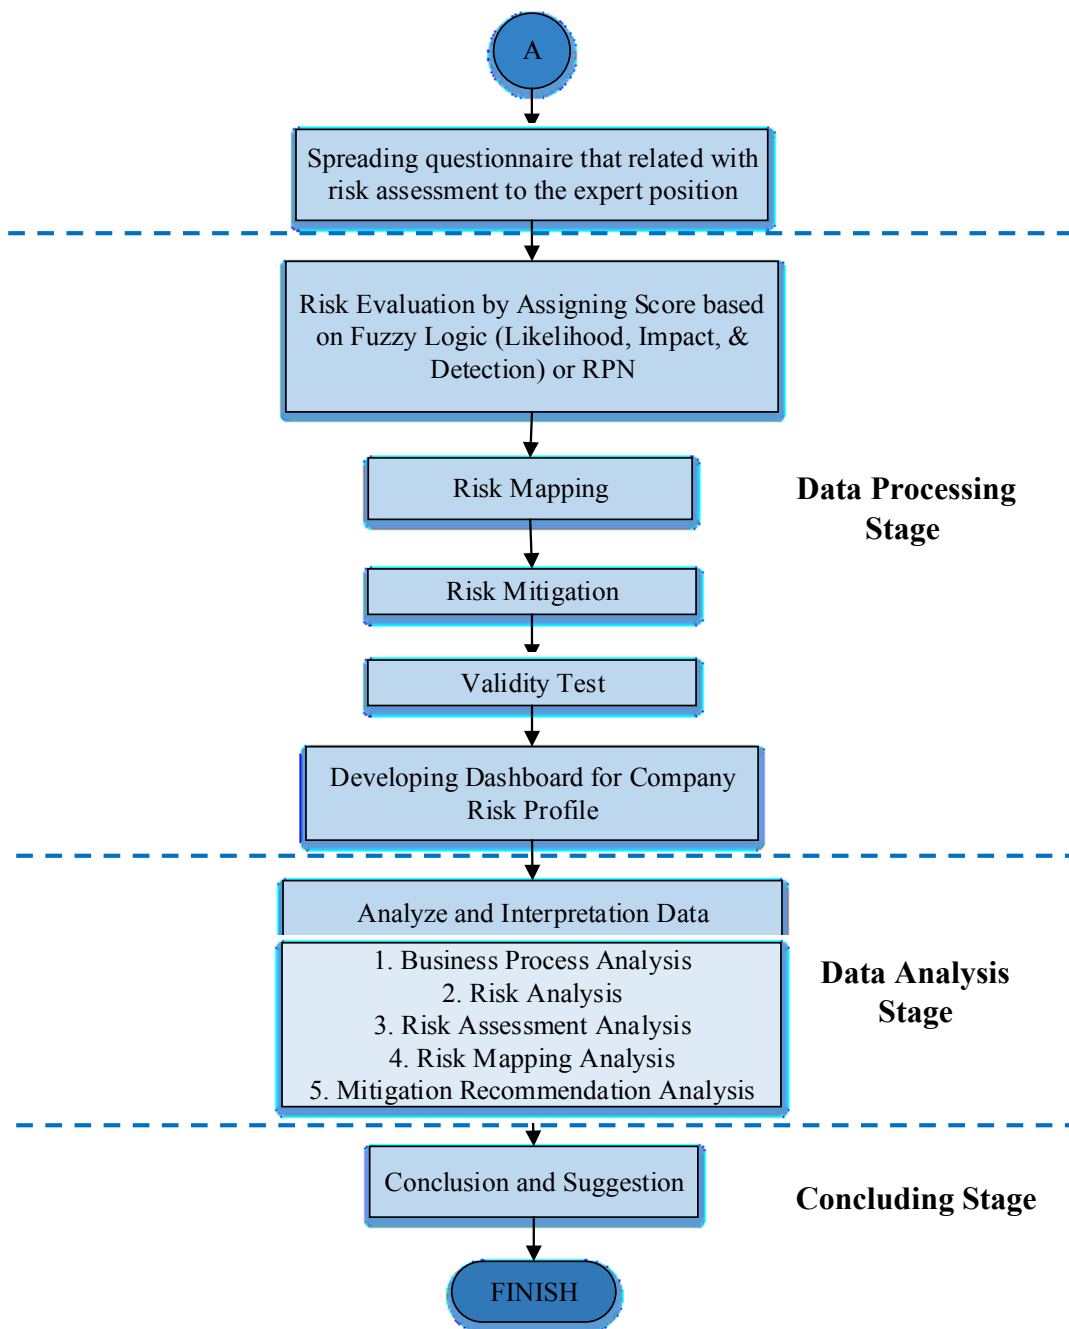 A
Spreading questionnaire that related with
risk assessment to the expert position
Risk Evaluation by Assigning Score based
on Fuzzy Logic (Likelihood, Impact, &
Detection) or RPN
Risk Mapping
Data Processing
Stage
Risk Mitigation
Validity Test
Developing Dashboard for Company
Risk Profile
Analyze and Interpretation Data
1. Business Process Analysis
2. Risk Analysis
3. Risk Assessment Analysis
4. Risk Mapping Analysis
5. Mitigation Recommendation Analysis
Data Analysis
Stage
Conclusion and Suggestion
Concluding Stage
FINISH